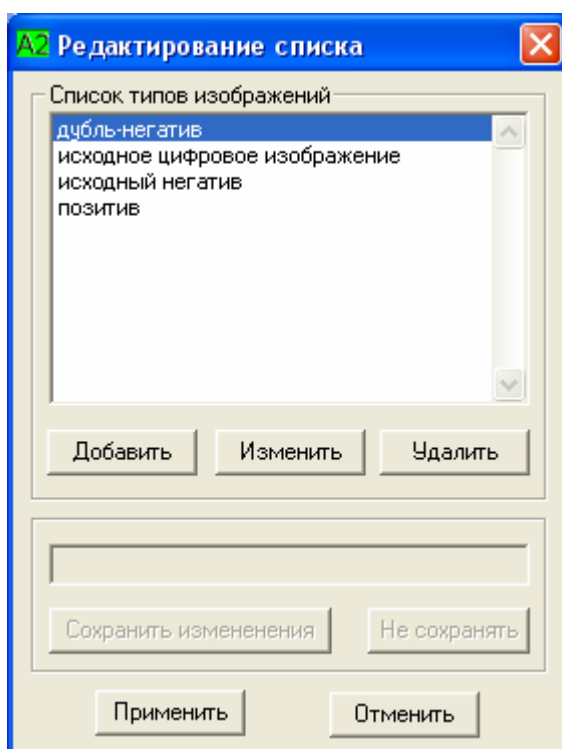 A2 Редактирование списка
Список типов изображений
дубль-негатив
исходное цифровое изображение
исходный негатив
позитив
Добавить Изменить Удалить
Сохранить измененения Не сохранять
Применить Отменить